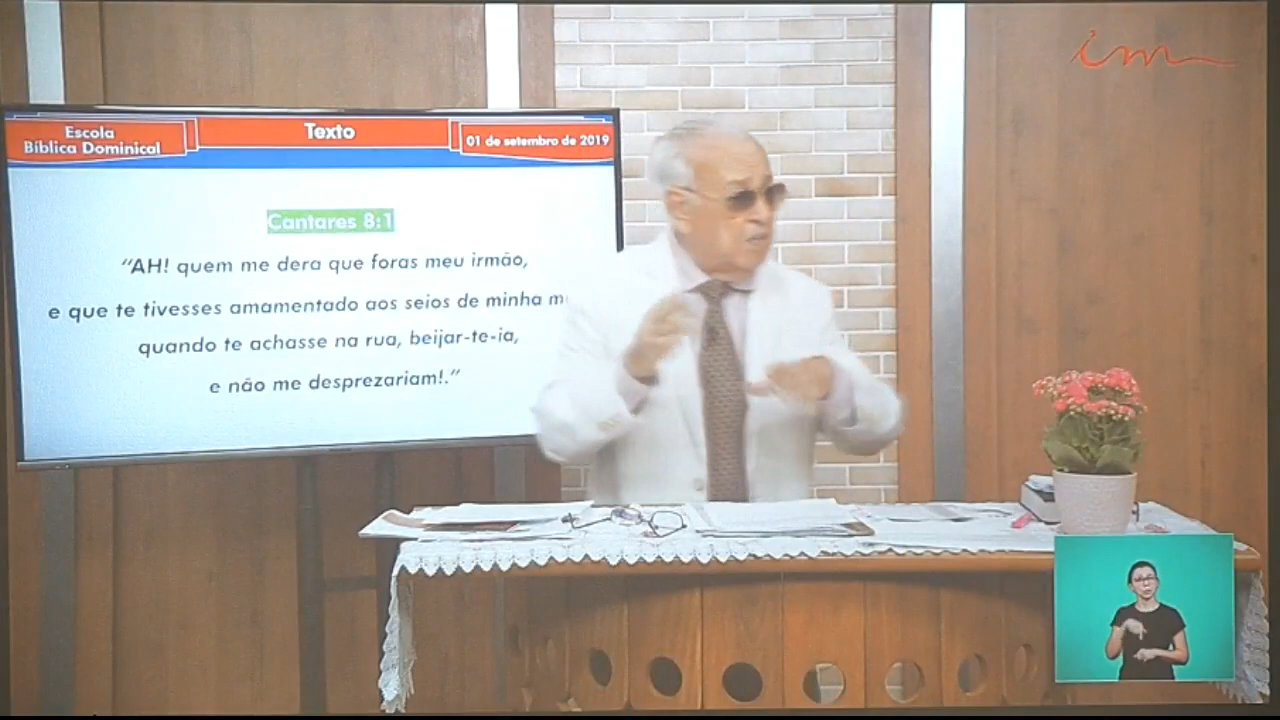 im
Escola
Bíblica Dominical
Texto
01 de setembro de 2019
Cantares 8:1
“AH! quem me dera que foras meu irmão,
e que te tivesses amamentado aos seios de minha
quando te achasse na rua, beijar-te-ia,
e não me desprezariam!.”